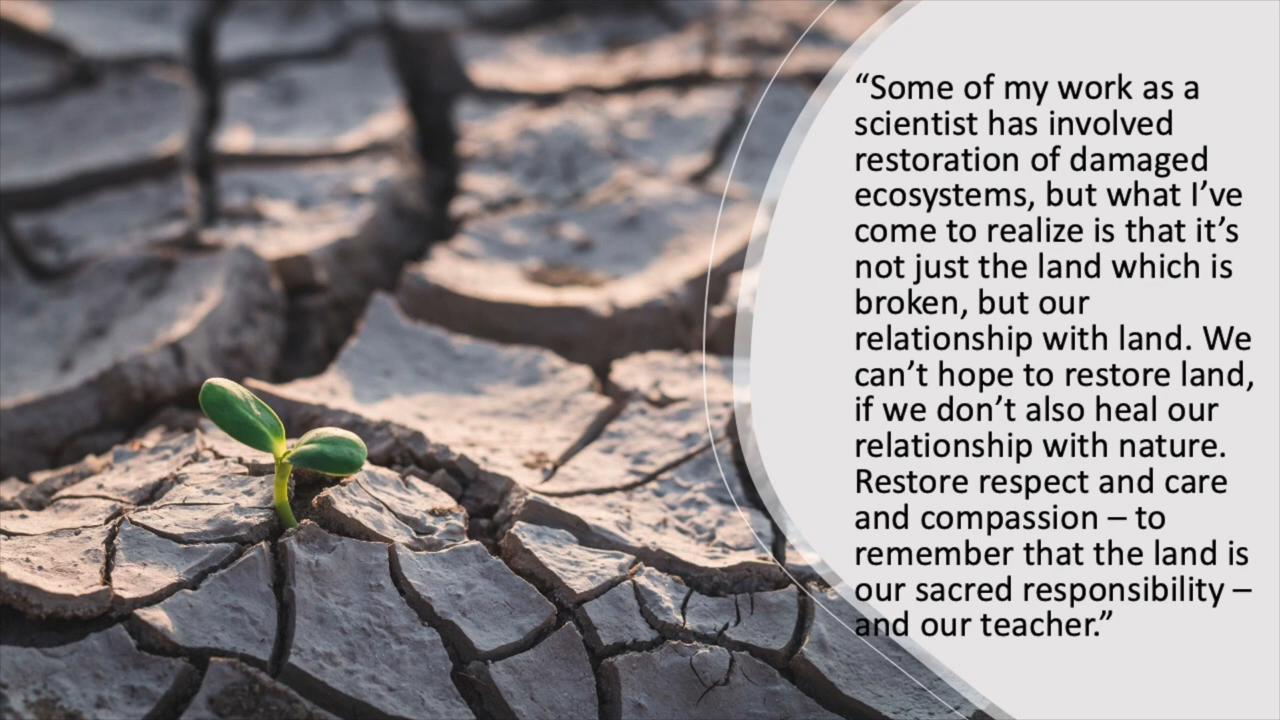 “Some of my work as a
scientist has involved
restoration of damaged
ecosystems, but what I’ve
come to realize is that it’s
not just the land which is
broken, but our
relationship with land. We
can’t hope to restore land,
if we don’t also heal our
relationship with nature.
Restore respect and care
and compassion – to
remember that the land is
our sacred responsibility –
and our teacher.”